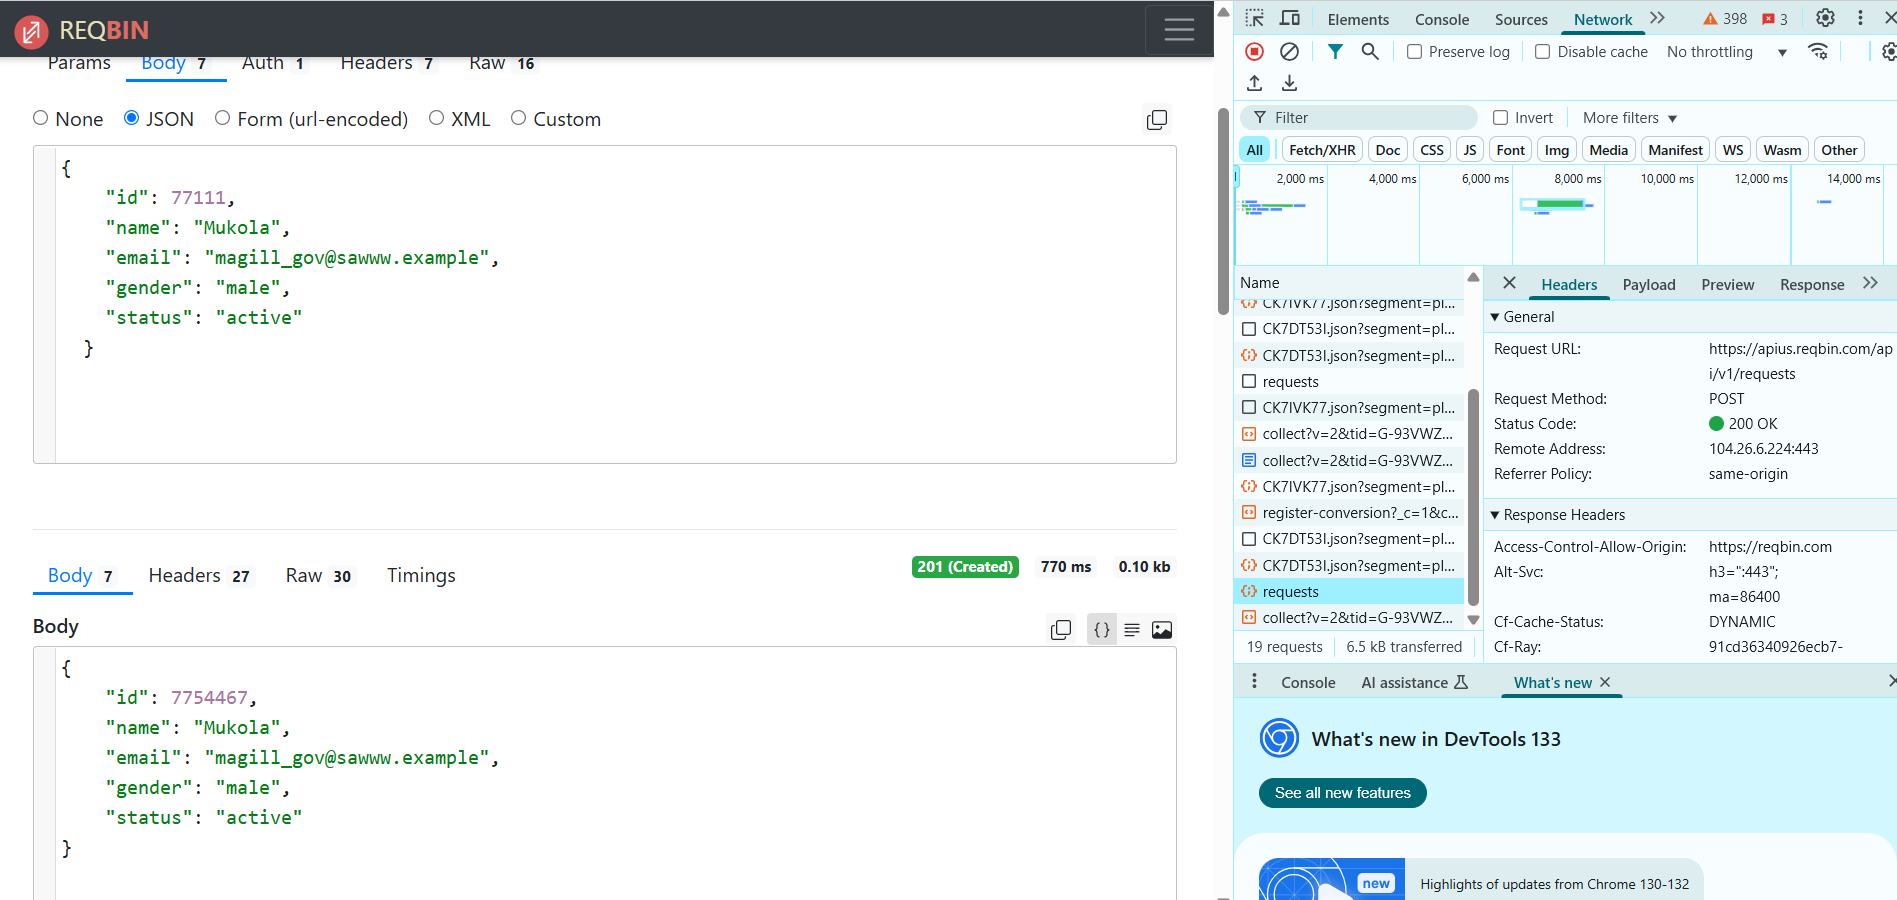 REQBIN
Params
Body 7
Auth 1
Headers 7
Raw 16
None
JSON
Form (url-encoded)
XML
Custom
{
"id": 77111,
"name": "Mukola",
"email": "magill_gov@sawww.example",
"gender": "male",
"status": "active"
}
Body 7
Headers 27
Raw 30
Timings
201 (Created)
770 ms
0.10 kb
Body
{ }
{
"id": 7754467,
"name": "Mukola",
"email": "magill_gov@sawww.example",
"gender": "male",
"status": "active"
}
Elements
Console
Sources
Network
398
3
Preserve log
Disable cache
No throttling
Filter
Invert
More filters
All
Fetch/XHR
Doc
CSS
JS
Font
Img
Media
Manifest
WS
Wasm
Other
2,000 ms
4,000 ms
6,000 ms
8,000 ms
10,000 ms
12,000 ms
14,000 ms
Name
CK7IVK77.json?segment=pl...
CK7DT53I.json?segment=pl...
CK7DT53I.json?segment=pl...
requests
CK7IVK77.json?segment=pl...
collect?v=2&tid=G-93VWZ...
collect?v=2&tid=G-93VWZ...
CK7IVK77.json?segment=pl...
register-conversion?_c=1&c...
CK7DT53I.json?segment=pl...
CK7DT53I.json?segment=pl...
requests
collect?v=2&tid=G-93VWZ...
19 requests
6.5 kB transferred
Headers
Payload
Preview
Response
General
Request URL:
https://apius.reqbin.com/ap
i/v1/requests
Request Method:
POST
Status Code:
200 OK
Remote Address:
104.26.6.224:443
Referrer Policy:
same-origin
Response Headers
Access-Control-Allow-Origin:
https://reqbin.com
Alt-Svc:
h3=":443";
ma=86400
Cf-Cache-Status:
DYNAMIC
Cf-Ray:
91cd36340926ecb7-
Console
AI assistance
What's new
What's new in DevTools 133
See all new features
new
Highlights of updates from Chrome 130-132